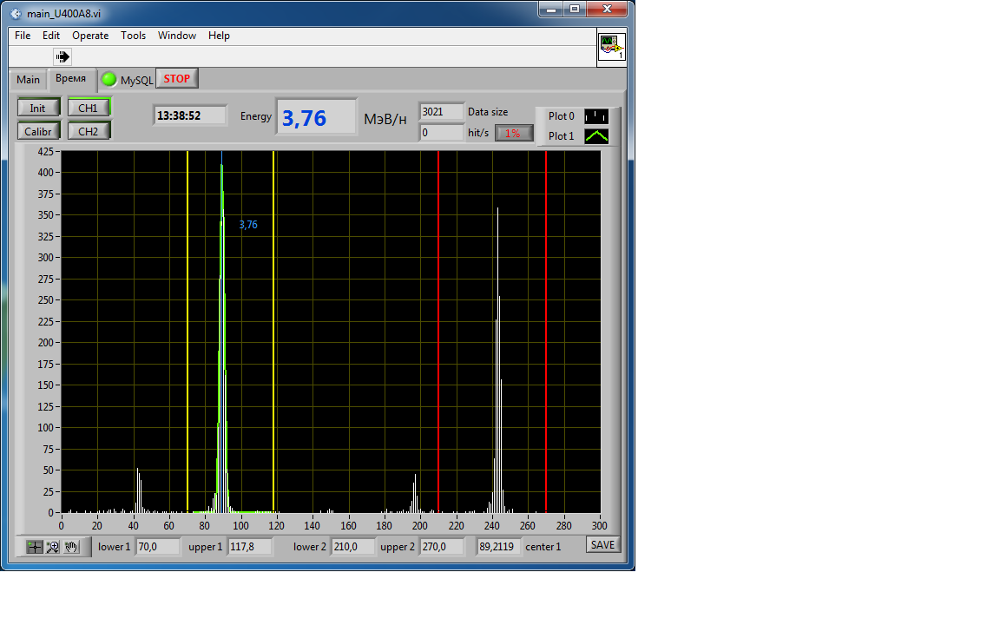 main_U400A8.vi
File Edit Operate Tools Window Help
1
Main Время MySQL STOP
Init CH1 13:38:52 Energy 3,76 МэВ/н 3021 Data size Plot 0
Calibr CH2 0 hit/s 1% Plot 1
425
400
375
350
3,76
325
300
275
250
225
200
175
150
125
100
75
50
25
0
0 20 40 60 80 100 120 140 160 180 200 220 240 260 280 300
lower 1 70,0 upper 1 117,8 lower 2 210,0 upper 2 270,0 89,2119 center 1 SAVE